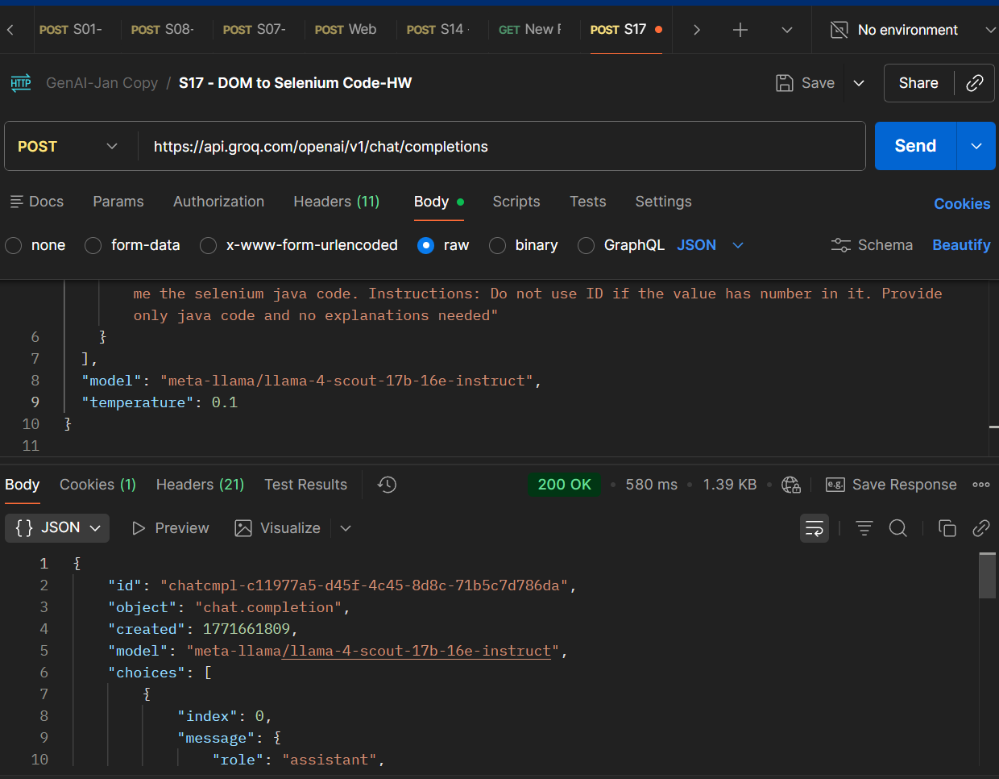 POST S01-
POST S08-
POST S07-
POST Web
POST S14
GET New
POST S17
No environment
HTTP
GenAI-Jan Copy / S17 - DOM to Selenium Code-HW
Save
Share
POST
https://api.groq.com/openai/v1/chat/completions
Send
Docs
Params
Authorization
Headers (11)
Body
Scripts
Tests
Settings
Cookies
none
form-data
x-www-form-urlencoded
raw
binary
GraphQL
JSON
Schema
Beautify
me the selenium java code. Instructions: Do not use ID if the value has number in it. Provide
only java code and no explanations needed"
6 }
7 ],
8 "model": "meta-llama/llama-4-scout-17b-16e-instruct",
9 "temperature": 0.1
10 }
11
Body
Cookies (1)
Headers (21)
Test Results
200 OK
580 ms
1.39 KB
e.g.
Save Response
{} JSON
Preview
Visualize
1 {
2 "id": "chatcmpl-c11977a5-d45f-4c45-8d8c-71b5c7d786da",
3 "object": "chat.completion",
4 "created": 1771661809,
5 "model": "meta-llama/llama-4-scout-17b-16e-instruct",
6 "choices": [
7 {
8 "index": 0,
9 "message": {
10 "role": "assistant",